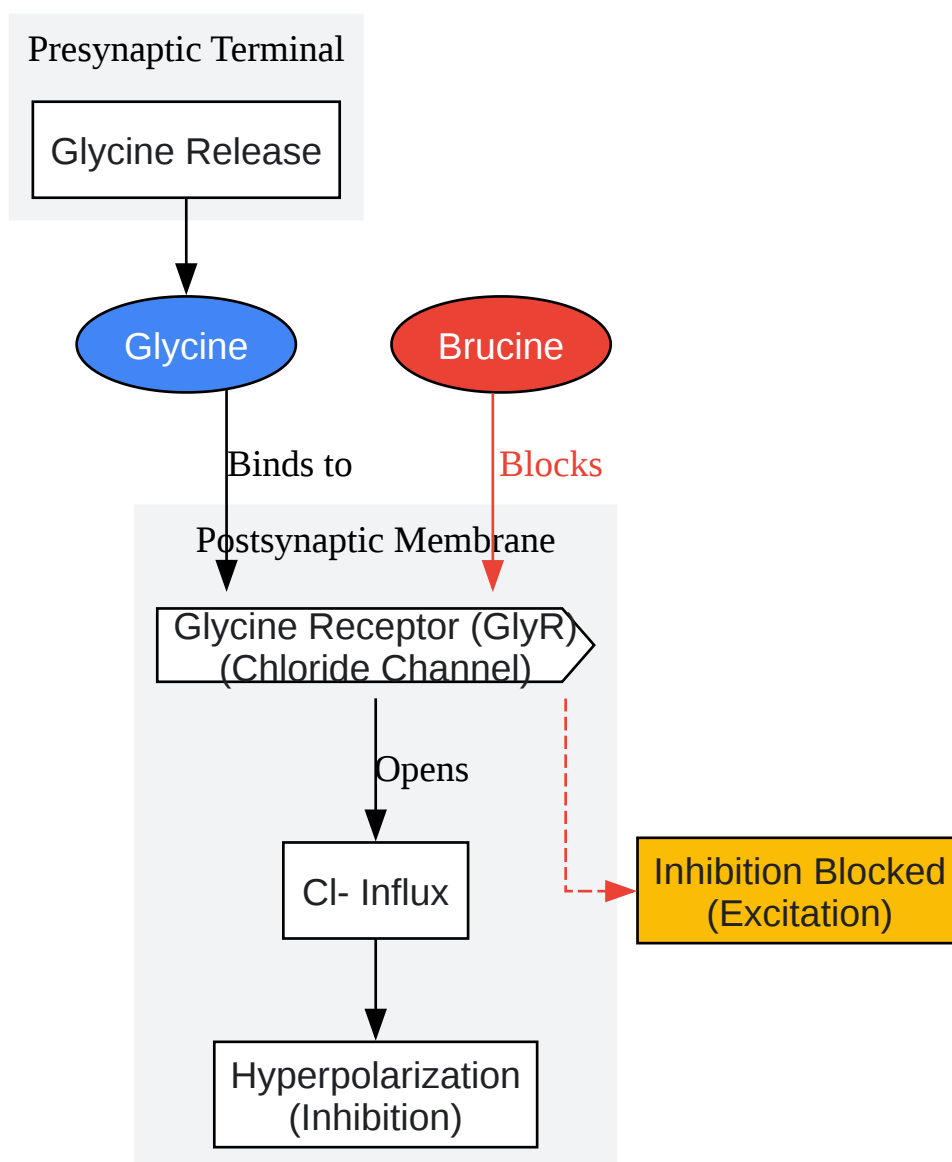 Presynaptic Terminal
Glycine Release
Glycine
Brucine
Binds to
Blocks
Postsynaptic Membrane
Glycine Receptor (GlyR)
(Chloride Channel)
Opens
Cl- Influx
Inhibition Blocked
(Excitation)
Hyperpolarization
(Inhibition)